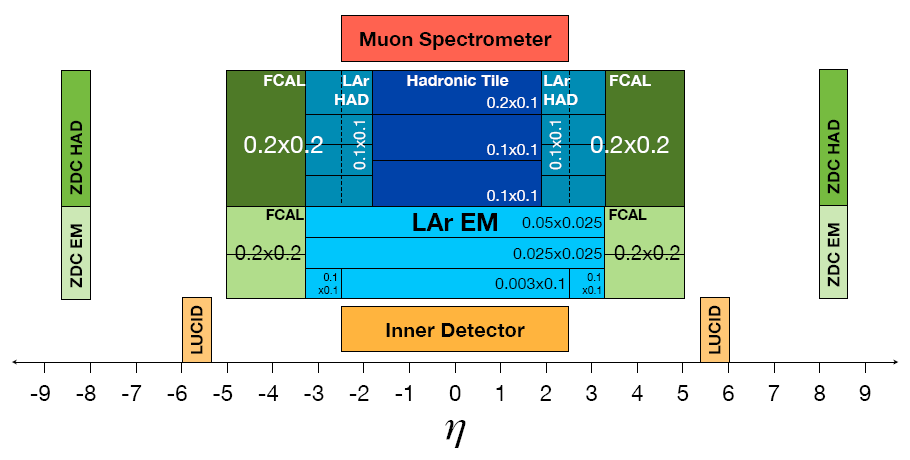 Muon Spectrometer
FCAL
LAr
HAD
Hadronic Tile
LAr
HAD
FCAL
0.2x0.1
ZDC HAD
0.2x0.2
0.1x0.1
0.1x0.1
0.1x0.1
0.2x0.2
ZDC HAD
0.1x0.1
FCAL
LAr EM
0.05x0.025
FCAL
ZDC EM
0.2x0.2
0.025x0.025
0.2x0.2
ZDC EM
0.1
x0.1
0.003x0.1
0.1
x0.1
LUCID
Inner Detector
LUCID
-9 -8 -7 -6 -5 -4 -3 -2 -1 0 1 2 3 4 5 6 7 8 9
η